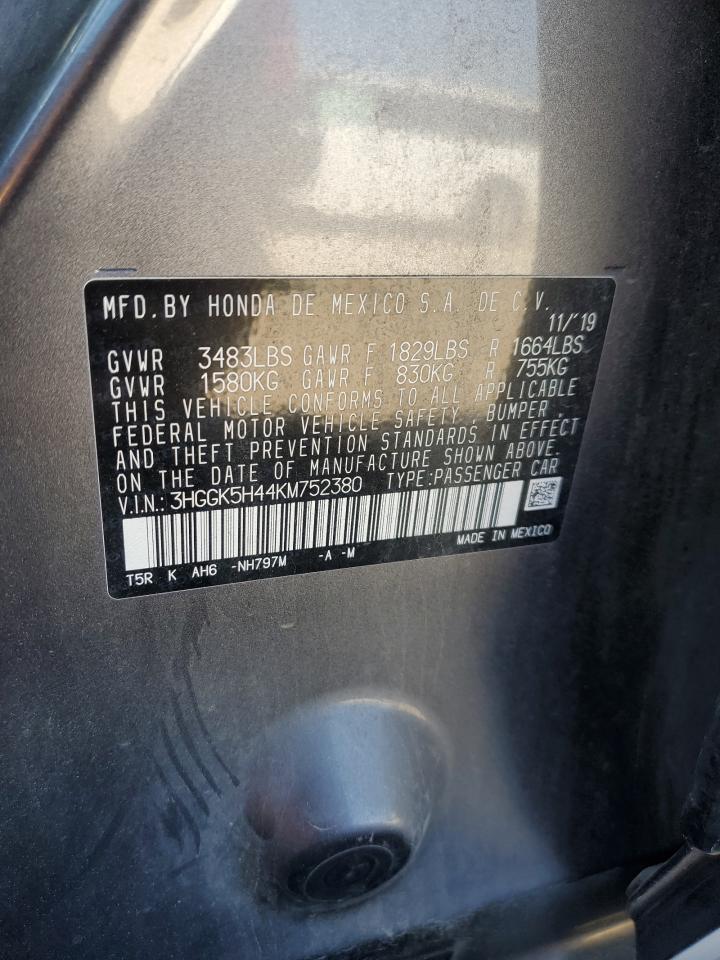 MFD. BY HONDA DE MEXICO S.A. DE C.V.
11/'19
GVWR 3483LBS GAWR F 1829LBS R 1664LBS
GVWR 1580KG GAWR F 830KG R 755KG
THIS VEHICLE CONFORMS TO ALL APPLICABLE
FEDERAL MOTOR VEHICLE SAFETY, BUMPER,
AND THEFT PREVENTION STANDARDS IN EFFECT
ON THE DATE OF MANUFACTURE SHOWN ABOVE.
V.I.N.: 3HGGK5H44KM752380 TYPE:PASSENGER CAR
MADE IN MEXICO
T5R K AH6 -NH797M -A -M